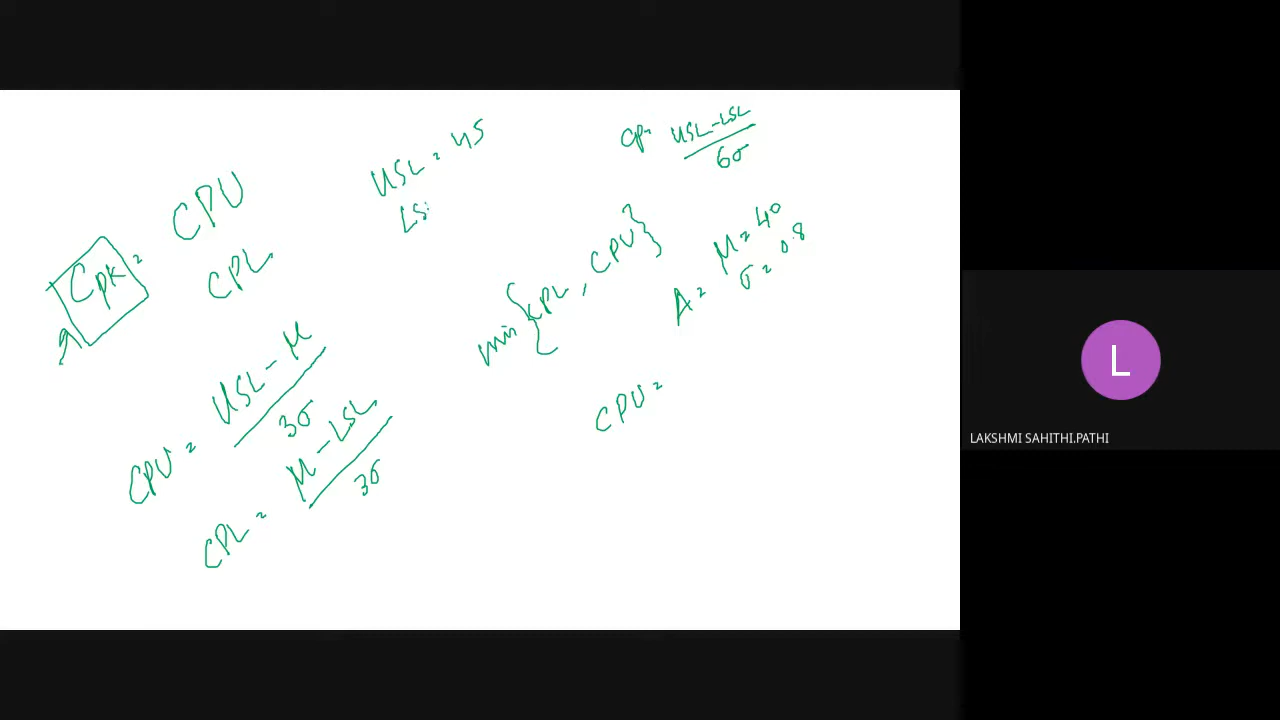 CPU
CPL
Cpk =
USL = 45
LS
Cp = USL - LSL
6σ
min { CPL , CPU }
A = μ = 40
σ = 0.8
CPU = USL - μ
3σ
CPL = μ - LSL
3σ
CPU =
L
LAKSHMI SAHITHI.PATHI